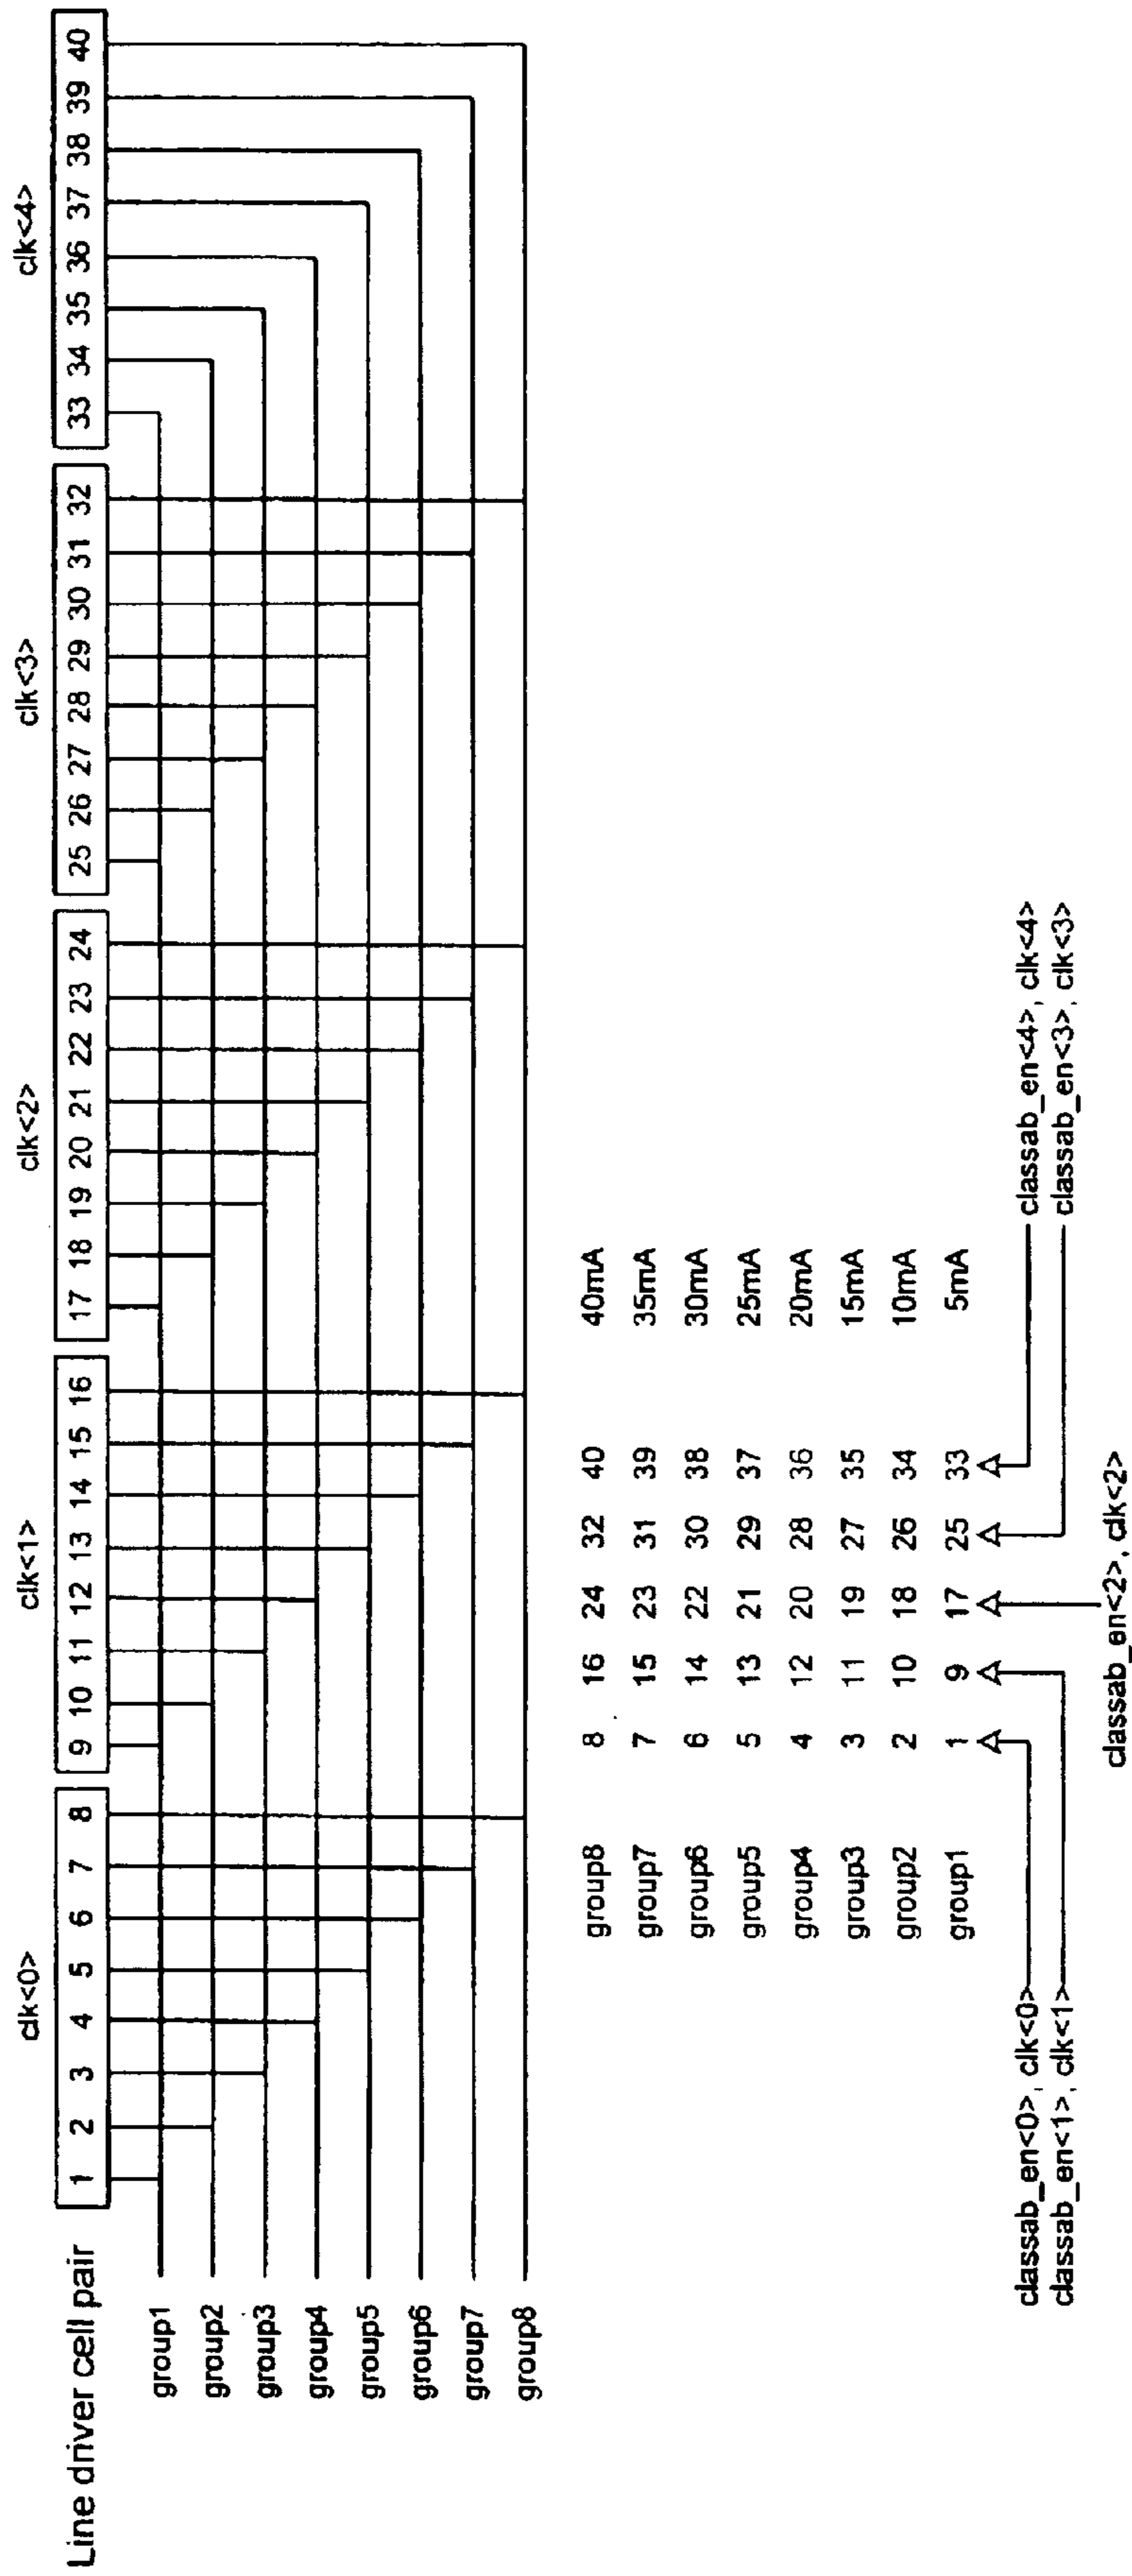 clk<0> clk<1> clk<2> clk<3> clk<4>
Line driver cell pair 1 2 3 4 5 6 7 8 9 10 11 12 13 14 15 16 17 18 19 20 21 22 23 24 25 26 27 28 29 30 31 32 33 34 35 36 37 38 39 40
group1
group2
group3
group4
group5
group6
group7
group8
group8 8 16 24 32 40 40mA
group7 7 15 23 31 39 35mA
group6 6 14 22 30 38 30mA
group5 5 13 21 29 37 25mA
group4 4 12 20 28 36 20mA
group3 3 11 19 27 35 15mA
group2 2 10 18 26 34 10mA
group1 1 9 17 25 33 5mA
classab_en<0>, clk<0> classab_en<4>, clk<4>
classab_en<1>, clk<1> classab_en<3>, clk<3>
classab_en<2>, clk<2>